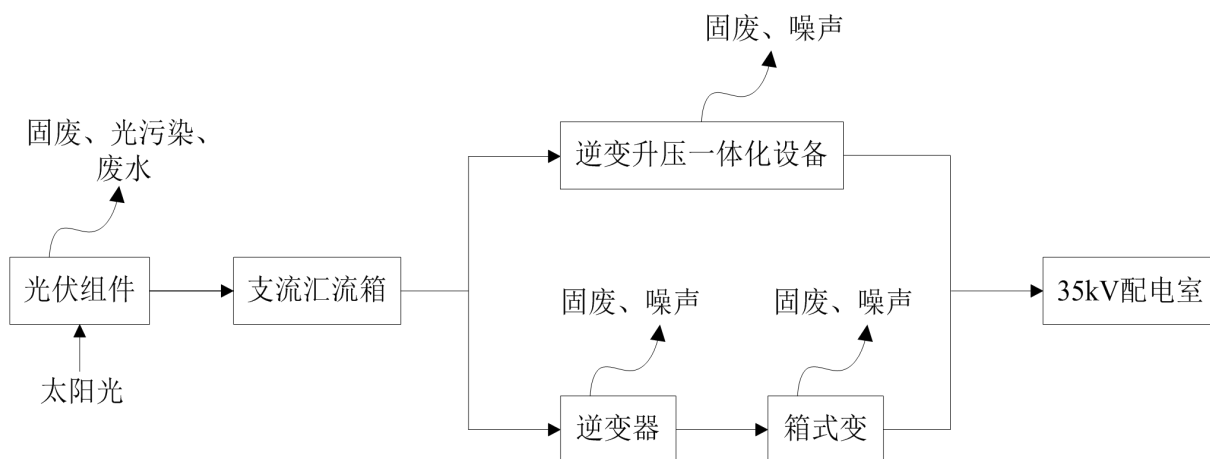 固废、噪声
固废、光污染、
废水
逆变升压一体化设备
光伏组件
支流汇流箱
35kV配电室
固废、噪声
固废、噪声
太阳光
逆变器
箱式变